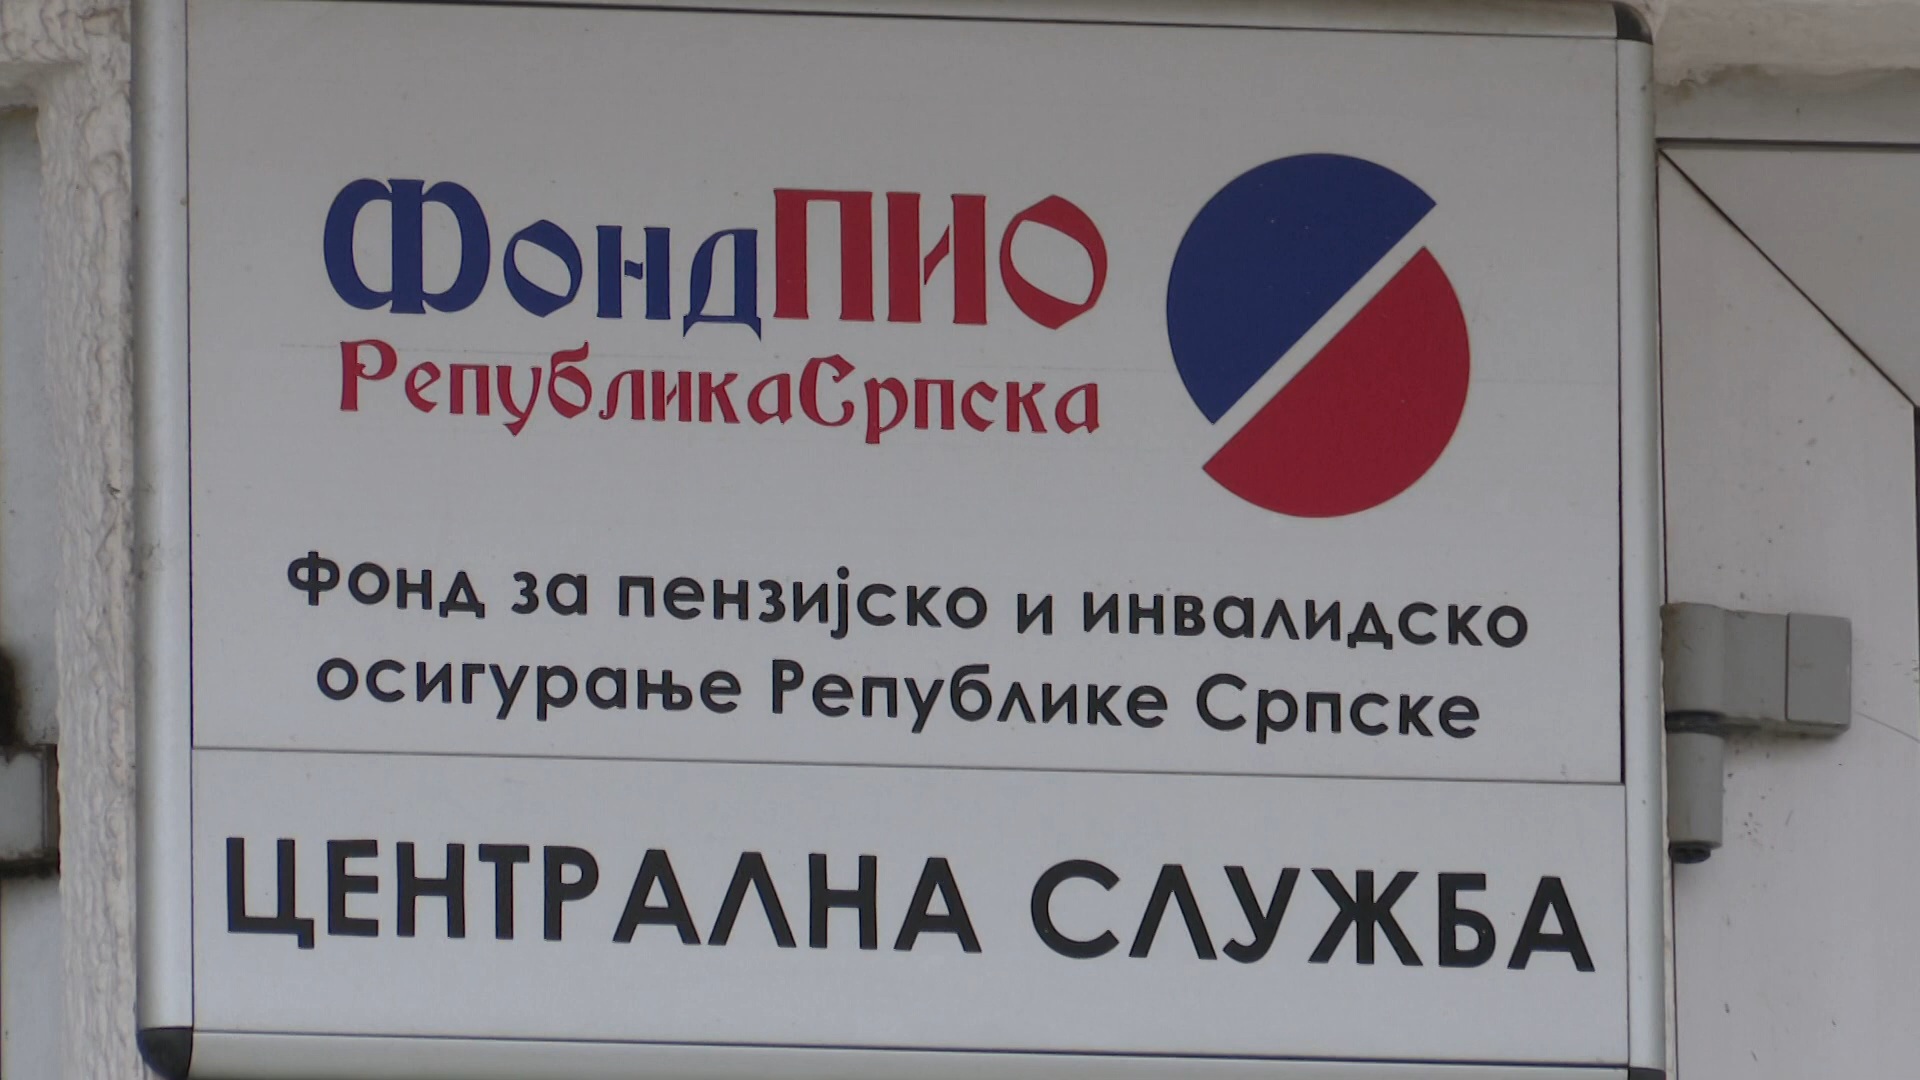 ФондПИО
РепубликаСрпска
Фонд за пензијско и инвалидско
осигурање Републике Српске
ЦЕНТРАЛНА СЛУЖБА